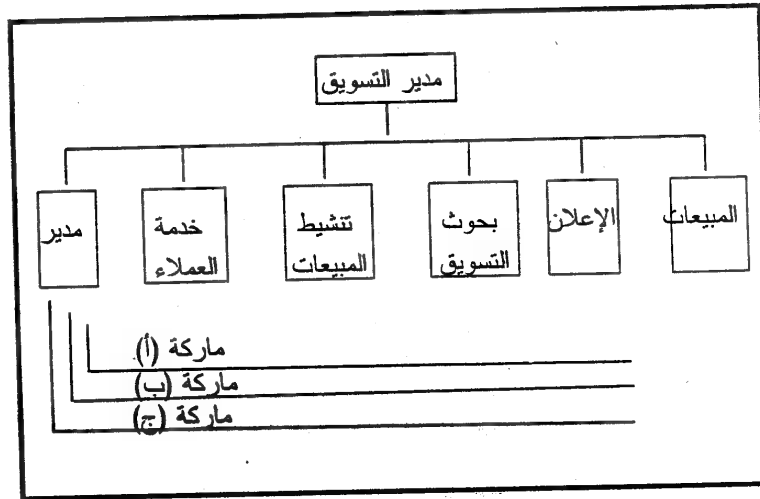 مدير التسويق
المبيعات
الإعلان
بحوث
التسويق
تنشيط
المبيعات
خدمة
العملاء
مدير
ماركة (أ)
ماركة (ب)
ماركة (ج)